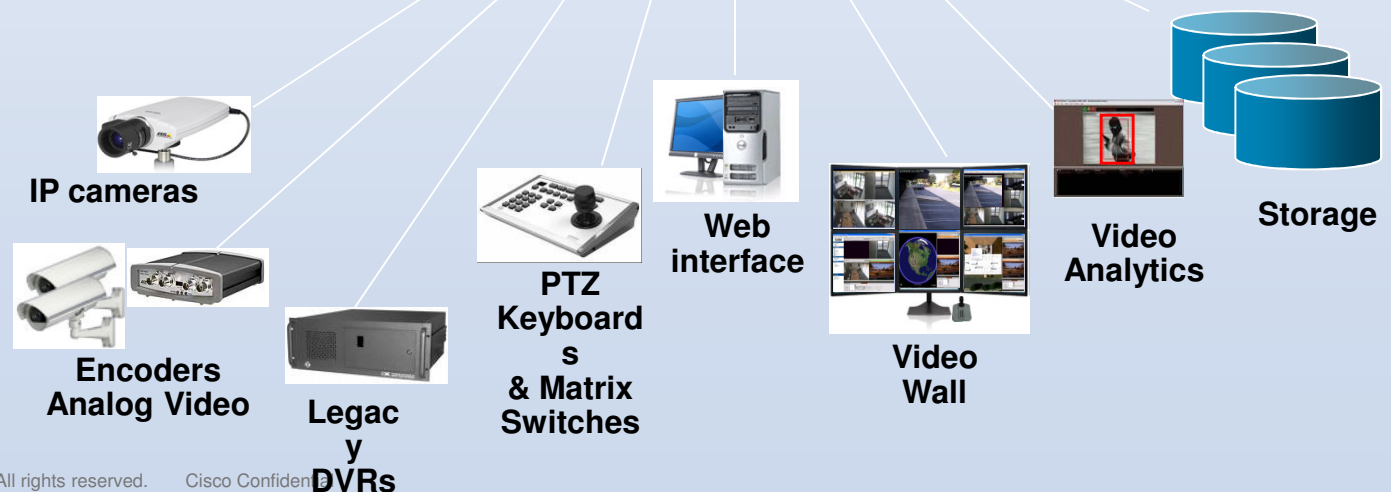 IP cameras
Encoders
Analog Video
Legac
y
DVRs
PTZ
Keyboard
s
& Matrix
Switches
Web
interface
Video
Wall
Video
Analytics
Storage
All rights reserved. Cisco